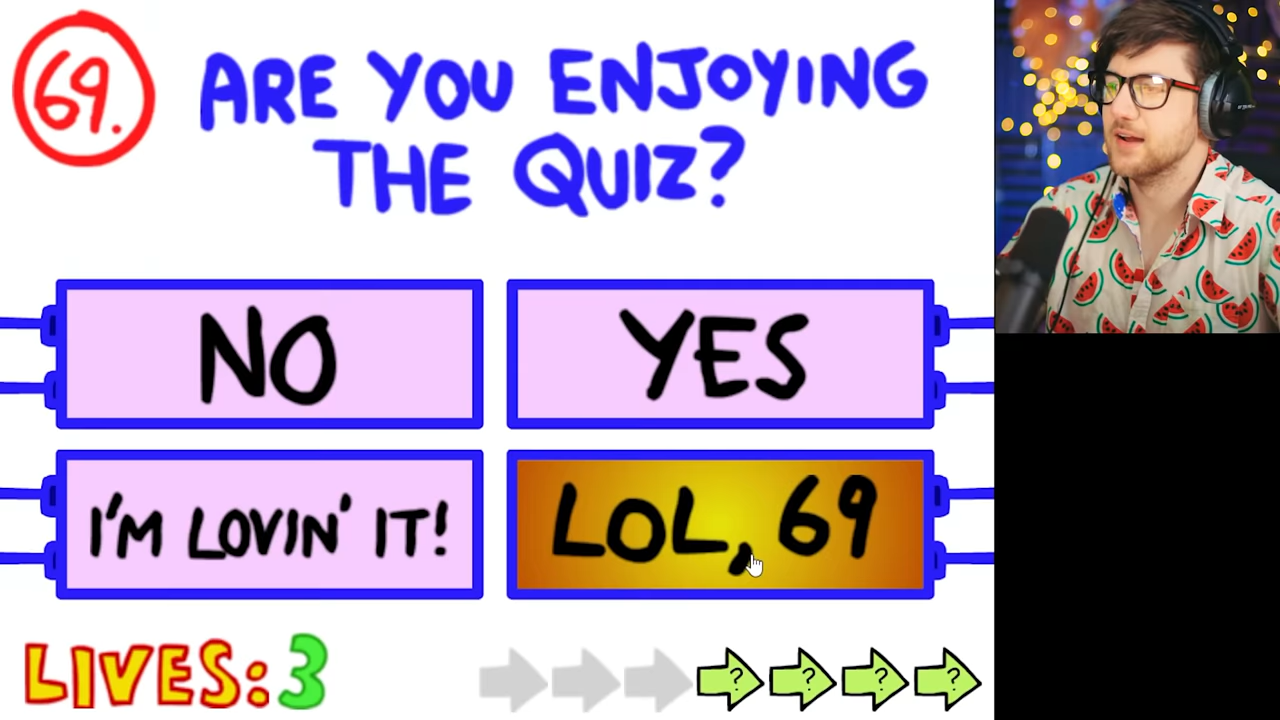 69.
ARE YOU ENJOYING
THE QUIZ?
NO
YES
I'M LOVIN' IT!
LOL, 69
LIVES: 3
? ? ? ?